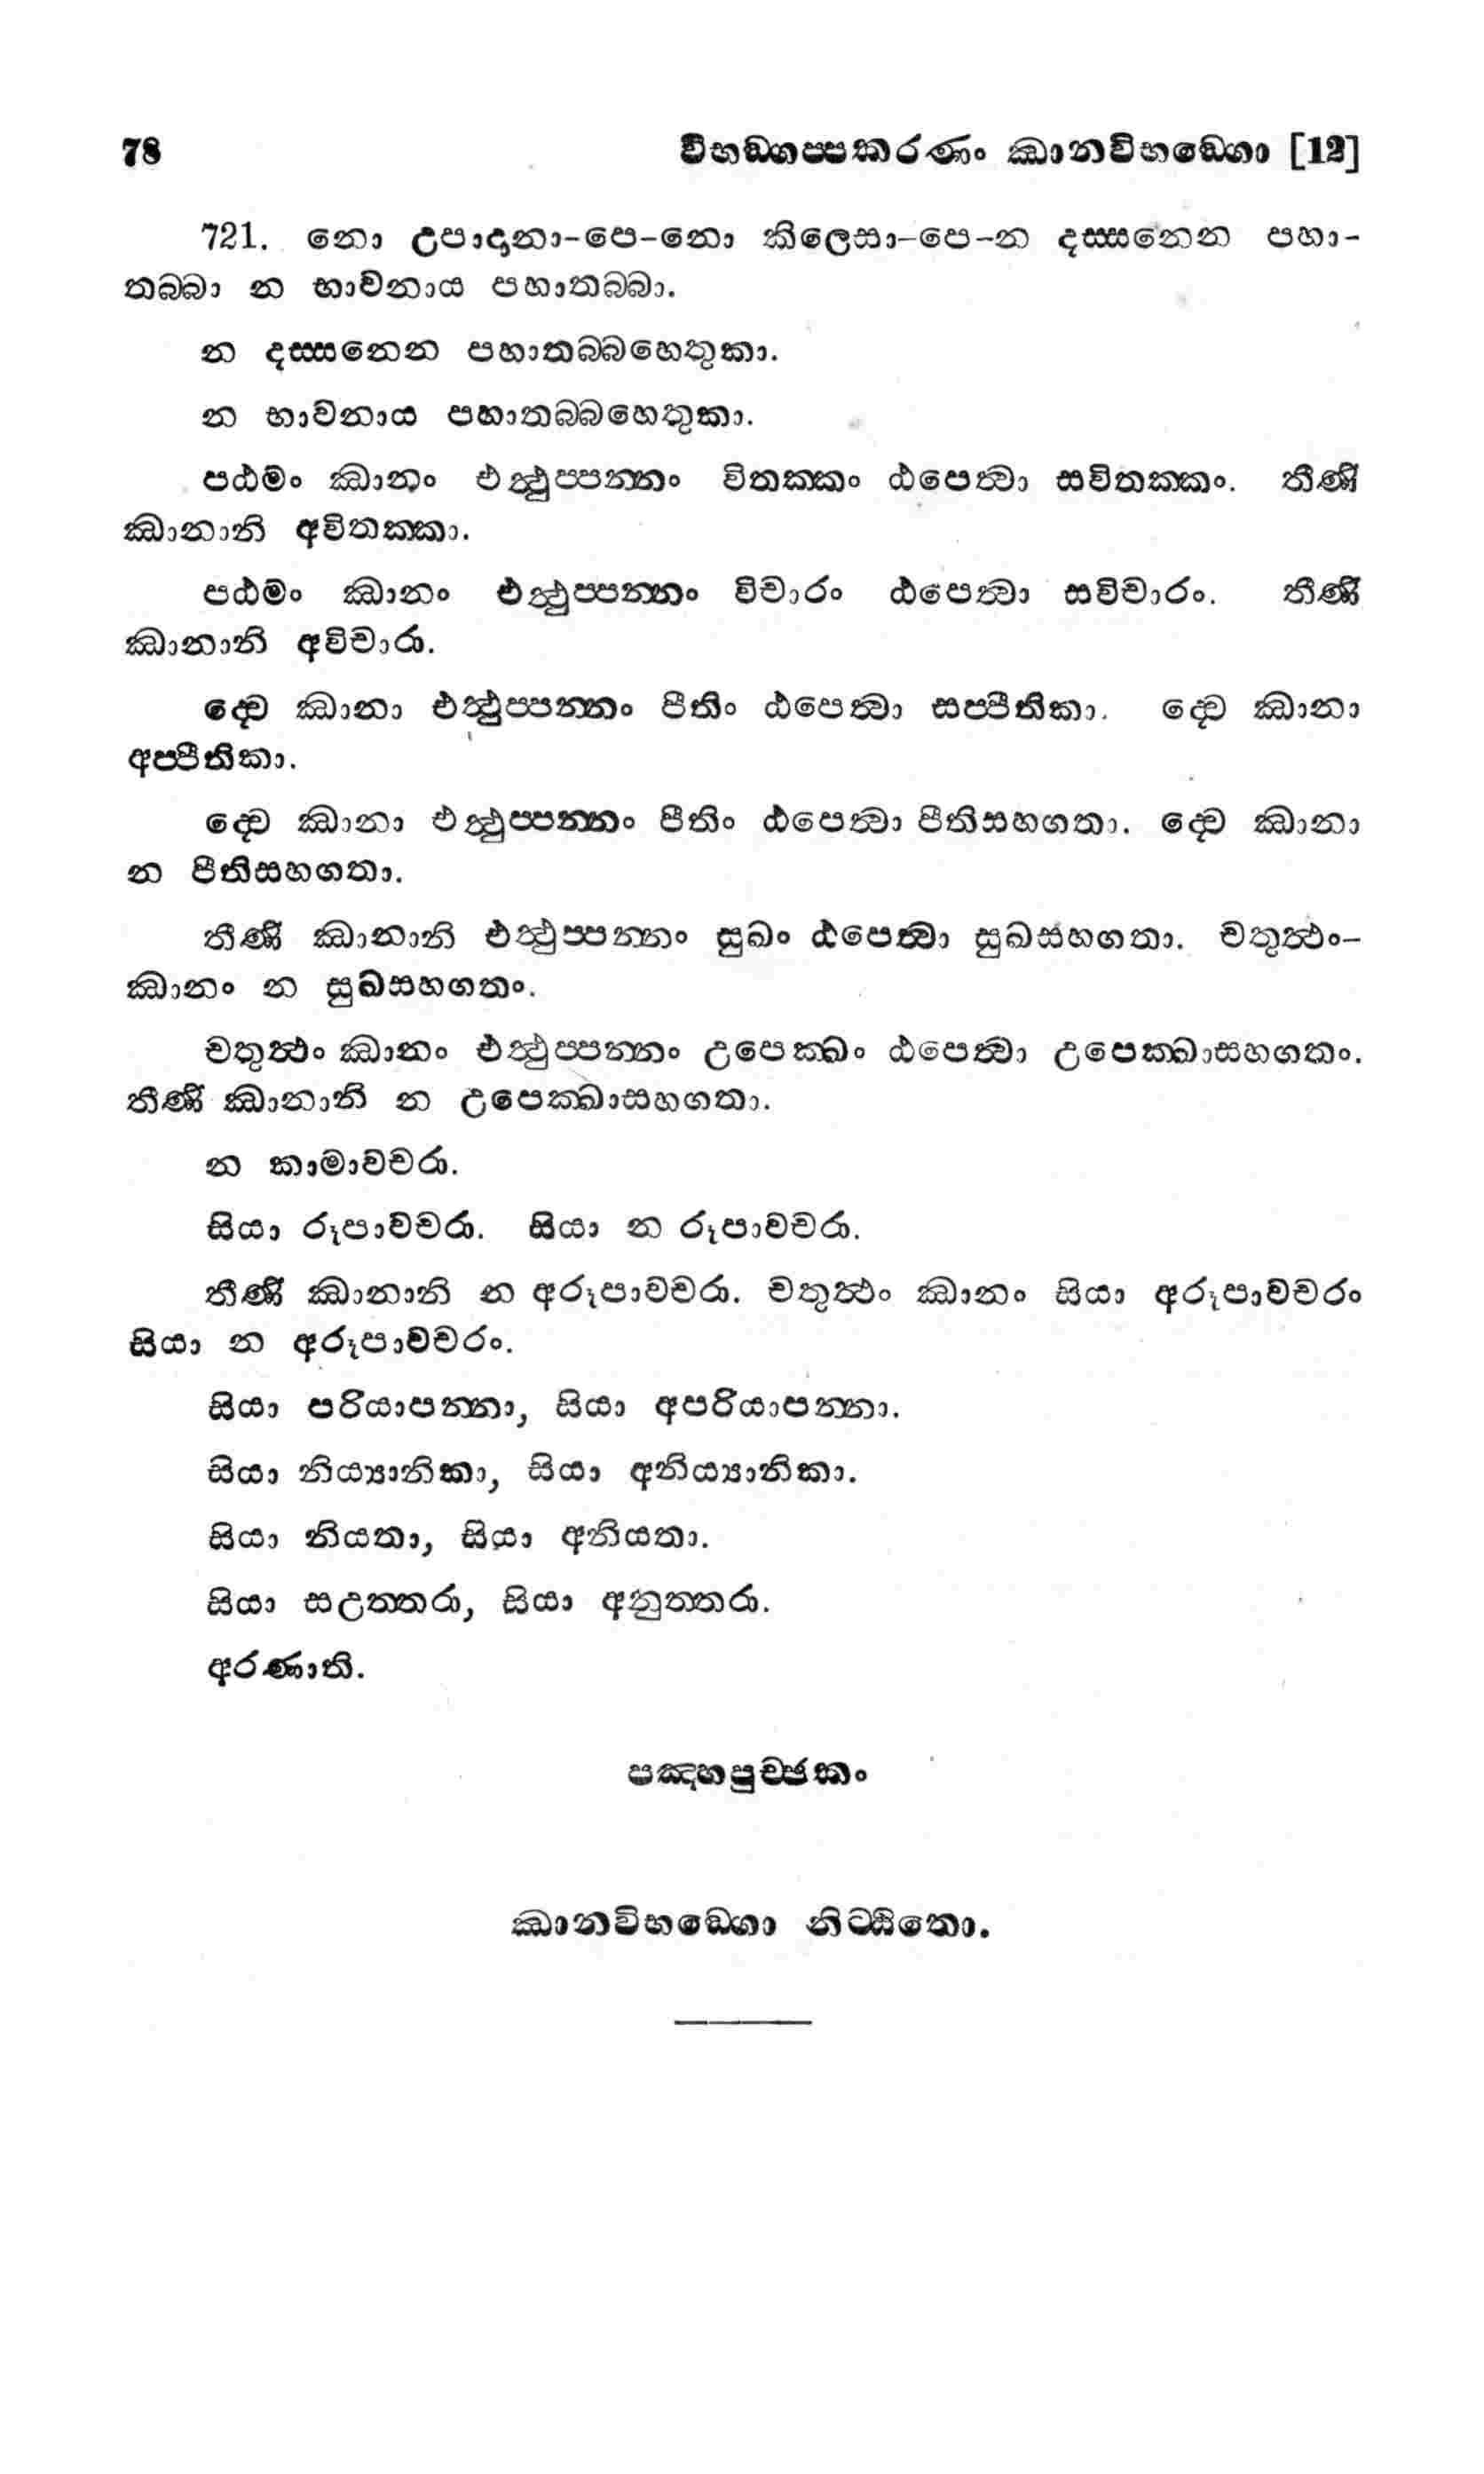 78 විභඞ්ගප්පකරණං ඣානවිභඞ්ගො [12]
721. නො උපාදානා-පෙ-නො කිලෙසා-පෙ-න දස්සනෙන පහා-
තබ්බා න භාවනාය පහාතබ්බා.
න දස්සනෙන පහාතබ්බහෙතුකා.
න භාවනාය පහාතබ්බහෙතුකා.
පඨමං ඣානං එත්ථුප්පන්නං විතක්කං ඨපෙත්වා සවිතක්කං. තීණි
ඣානානි අවිතක්කා.
පඨමං ඣානං එත්ථුප්පන්නං විචාරං ඨපෙත්වා සවිචාරං. තීණි
ඣානානි අවිචාරා.
ද්වෙ ඣානා එත්ථුප්පන්නං පීතිං ඨපෙත්වා සප්පීතිකා. ද්වෙ ඣානා
අප්පීතිකා.
ද්වෙ ඣානා එත්ථුප්පන්නං පීතිං ඨපෙත්වා පීතිසහගතා. ද්වෙ ඣානා
න පීතිසහගතා.
තීණි ඣානානි එත්ථුප්පන්නං සුඛං ඨපෙත්වා සුඛසහගතා. චතුත්ථං-
ඣානං න සුඛසහගතං.
චතුත්ථං ඣානං එත්ථුප්පන්නං උපෙක්ඛං ඨපෙත්වා උපෙක්ඛාසහගතං.
තීණි ඣානානි න උපෙක්ඛාසහගතා.
න කාමාවචරා.
සියා රූපාවචරා. සියා න රූපාවචරා.
තීණි ඣානානි න අරූපාවචරා. චතුත්ථං ඣානං සියා අරූපාවචරං
සියා න අරූපාවචරං.
සියා පරියාපන්නා, සියා අපරියාපන්නා.
සියා නිය්‍යානිකා, සියා අනිය්‍යානිකා.
සියා නියතා, සියා අනියතා.
සියා සඋත්තරා, සියා අනුත්තරා.
අරණාති.
පඤ්හපුච්ඡකං
ඣානවිභඞ්ගො නිට්ඨිතො.